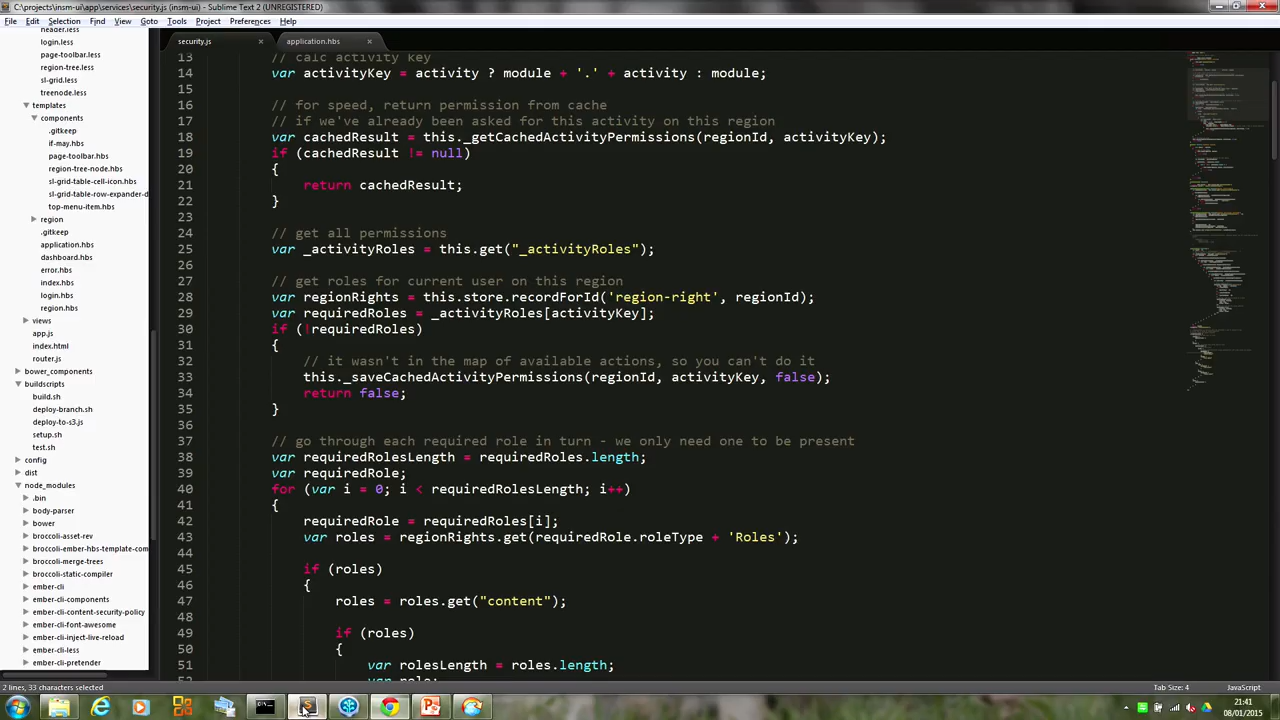 C:\projects\insm-ui\app\services\security.js (insm-ui) - Sublime Text 2 (UNREGISTERED)
File Edit Selection Find View Goto Tools Project Preferences Help
header.less
login.less
page-toolbar.less
region-tree.less
sl-grid.less
treenode.less
templates
components
.gitkeep
if-may.hbs
page-toolbar.hbs
region-tree-node.hbs
sl-grid-table-cell-icon.hbs
sl-grid-table-row-expander-d
top-menu-item.hbs
region
.gitkeep
application.hbs
dashboard.hbs
error.hbs
index.hbs
login.hbs
region.hbs
views
app.js
index.html
router.js
bower_components
buildscripts
build.sh
deploy-branch.sh
deploy-to-s3.js
setup.sh
test.sh
config
dist
node_modules
.bin
body-parser
bower
broccoli-asset-rev
broccoli-ember-hbs-template-com
broccoli-merge-trees
broccoli-static-compiler
ember-cli
ember-cli-components
ember-cli-content-security-policy
ember-cli-font-awesome
ember-cli-inject-live-reload
ember-cli-less
ember-cli-pretender
security.js
application.hbs
13 // calc activity key
14 var activityKey = activity ? module + "." + activity : module;
15
16 // for speed, return permission from cache
17 // if we've already been asked for this activity on this region
18 var cachedResult = this._getCachedActivityPermission(regionId, activityKey);
19 if (cachedResult != null)
20 {
21 return cachedResult;
22 }
23
24 // get all permissions
25 var _activityRoles = this.get("_activityRoles");
26
27 // get roles for current user on this region
28 var regionRights = this.store.getById('region-right', regionId);
29 var requiredRoles = _activityRoles[activityKey];
30 if (!requiredRoles)
31 {
32 // it wasn't in the map of available actions, so you can't do it
33 this._saveCachedActivityPermission(regionId, activityKey, false);
34 return false;
35 }
36
37 // go through each required role in turn - we only need one to be present
38 var requiredRolesLength = requiredRoles.length;
39 var requiredRole;
40 for (var i = 0; i < requiredRolesLength; i++)
41 {
42 requiredRole = requiredRoles[i];
43 var roles = regionRights.get(requiredRole.roleType + 'Roles');
44
45 if (roles)
46 {
47 roles = roles.get("content");
48
49 if (roles)
50 {
51 var rolesLength = roles.length;
2 lines, 33 characters selected
Tab Size: 4
JavaScript
21:41
08/01/2015